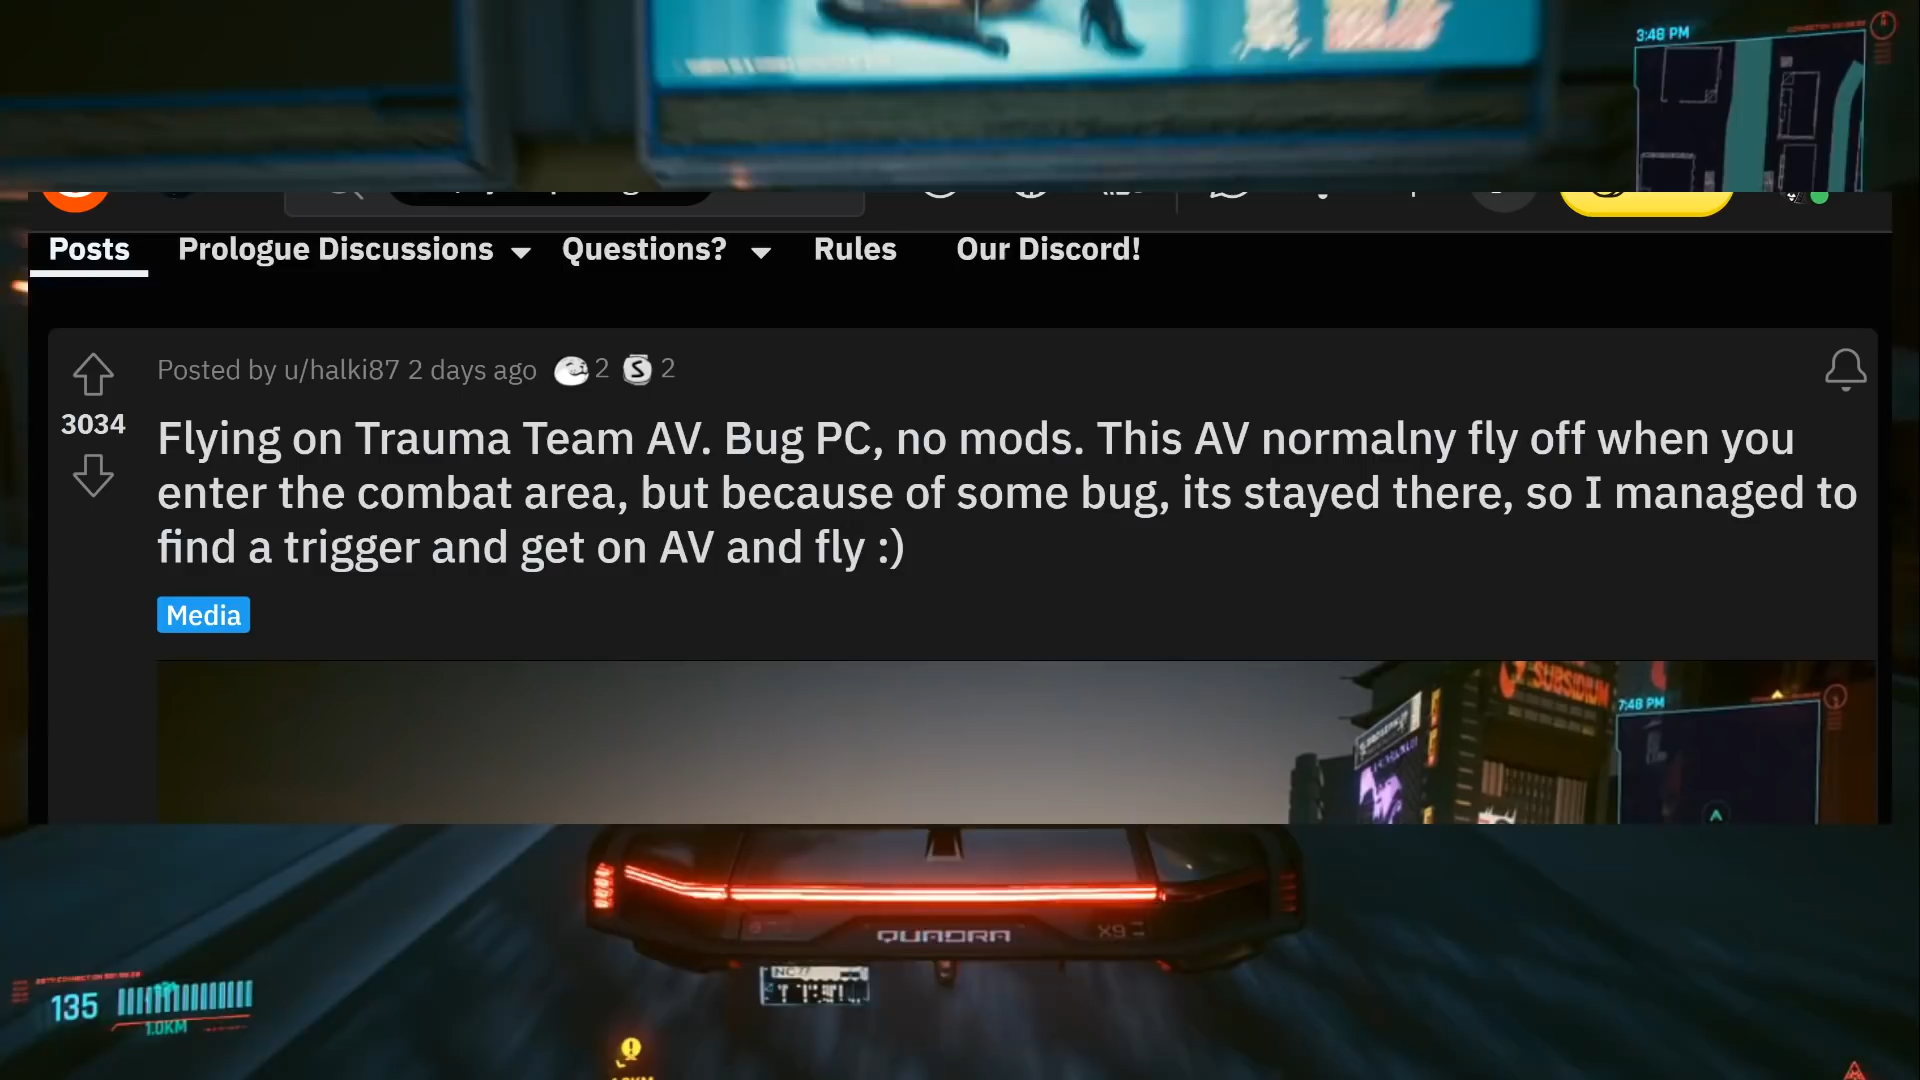 3:48 PM
Posts Prologue Discussions Questions? Rules Our Discord!
Posted by u/halki87 2 days ago 2 S 2
3034
Flying on Trauma Team AV. Bug PC, no mods. This AV normalny fly off when you
enter the combat area, but because of some bug, its stayed there, so I managed to
find a trigger and get on AV and fly :)
Media
SUBSIDIUM
7:48 PM
QUADRA X9
NC77
135
1.0KM